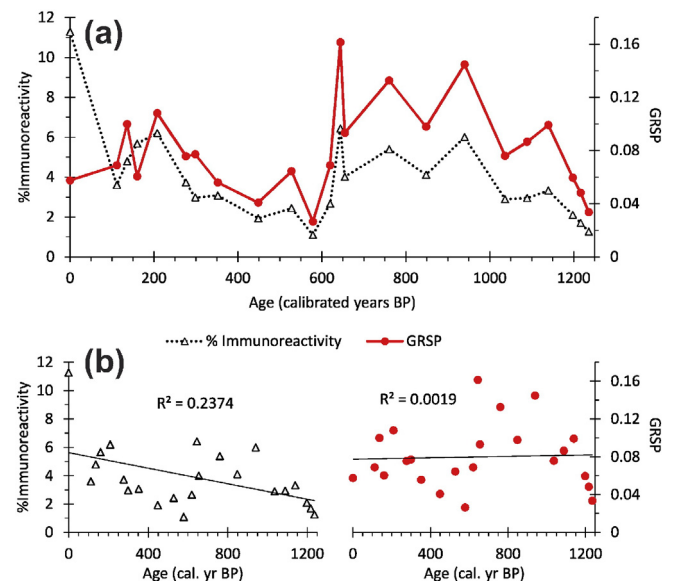 (a)
12
10
8
6
4
2
0
%Immunoreactivity
0.16
0.12
0.08
0.04
0
GRSP
0 200 400 600 800 1000 1200
Age (calibrated years BP)
% Immunoreactivity GRSP
(b)
12
10
8
6
4
2
0
%Immunoreactivity
R² = 0.2374
0 400 800 1200
Age (cal. yr BP)
R² = 0.0019
0.16
0.12
0.08
0.04
0.00
GRSP
0 400 800 1200
Age (cal. yr BP)